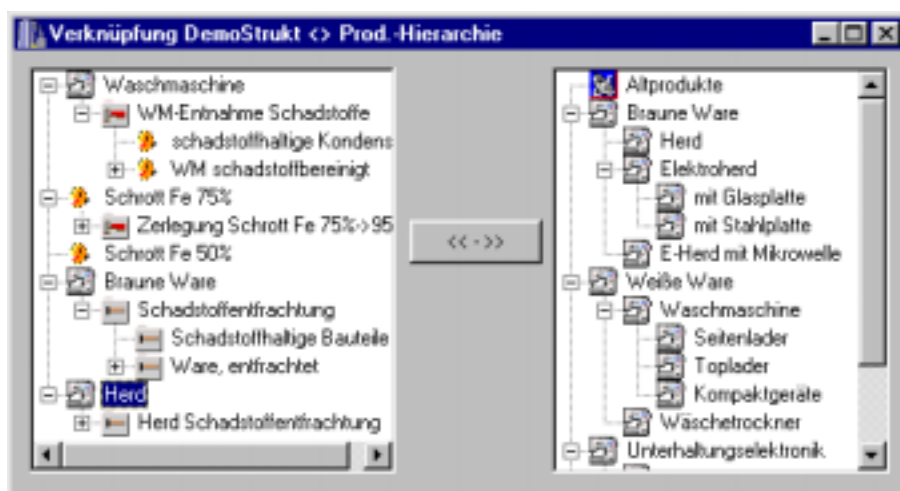 Verknüpfung DemoStrukt <> Prod.-Hierarchie
Waschmaschine
WM-Entnahme Schadstoffe
schadstoffhaltige Kondens
WM schadstoffbereinigt
Schrott Fe 75%
Zerlegung Schrott Fe 75%->95
Schrott Fe 50%
Braune Ware
Schadstoffentfrachtung
Schadstoffhaltige Bauteile
Ware, entfrachtet
Herd
Herd Schadstoffentfrachtung
<< - >>
Altprodukte
Braune Ware
Herd
Elektroherd
mit Glasplatte
mit Stahlplatte
E-Herd mit Mikrowelle
Weiße Ware
Waschmaschine
Seitenlader
Toplader
Kompaktgeräte
Wäschetrockner
Unterhaltungselektronik